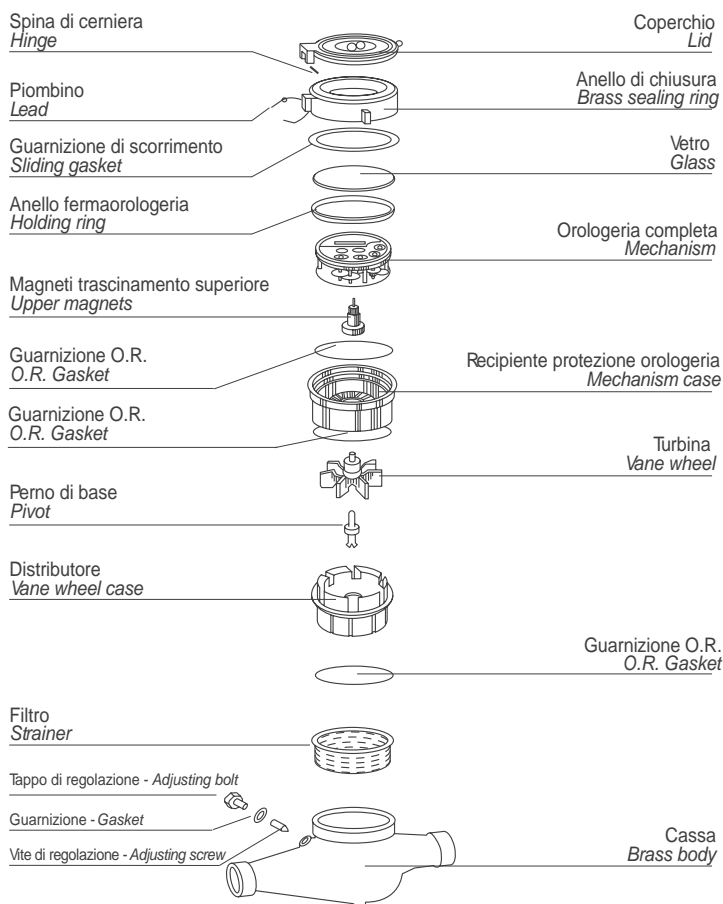 Spina di cerniera
Hinge
Coperchio
Lid
Piombino
Lead
Anello di chiusura
Brass sealing ring
Guarnizione di scorrimento
Sliding gasket
Vetro
Glass
Anello fermaorologeria
Holding ring
Orologeria completa
Mechanism
Magneti trascinamento superiore
Upper magnets
Guarnizione O.R.
O.R. Gasket
Recipiente protezione orologeria
Mechanism case
Guarnizione O.R.
O.R. Gasket
Turbina
Vane wheel
Perno di base
Pivot
Distributore
Vane wheel case
Guarnizione O.R.
O.R. Gasket
Filtro
Strainer
Tappo di regolazione - Adjusting bolt
Guarnizione - Gasket
Vite di regolazione - Adjusting screw
Cassa
Brass body